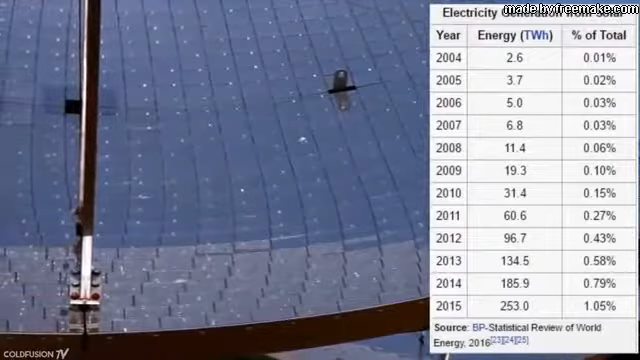 made by freemake.com
Electricity Generation from Solar
Year Energy (TWh) % of Total
2004 2.6 0.01%
2005 3.7 0.02%
2006 5.0 0.03%
2007 6.8 0.03%
2008 11.4 0.06%
2009 19.3 0.10%
2010 31.4 0.15%
2011 60.6 0.27%
2012 96.7 0.43%
2013 134.5 0.58%
2014 185.9 0.79%
2015 253.0 1.05%
Source: BP-Statistical Review of World
Energy, 2016[23][24][25]
COLDFUSION TV